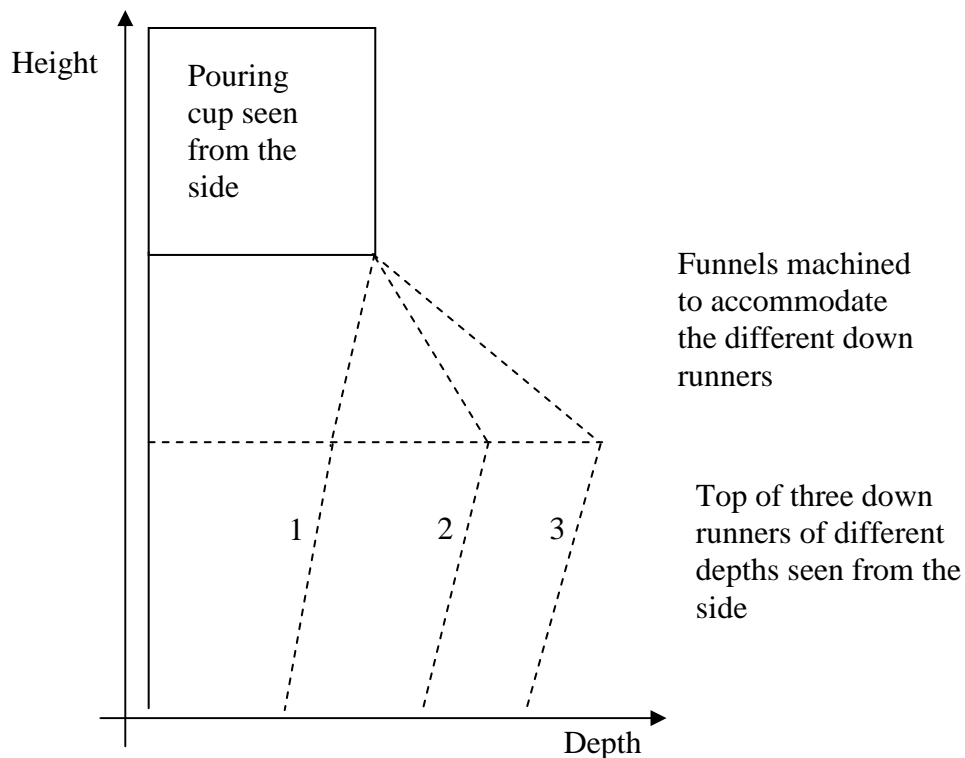 Height
Pouring
cup seen
from the
side
Funnels machined
to accommodate
the different down
runners
1
2
3
Top of three down
runners of different
depths seen from the
side
Depth